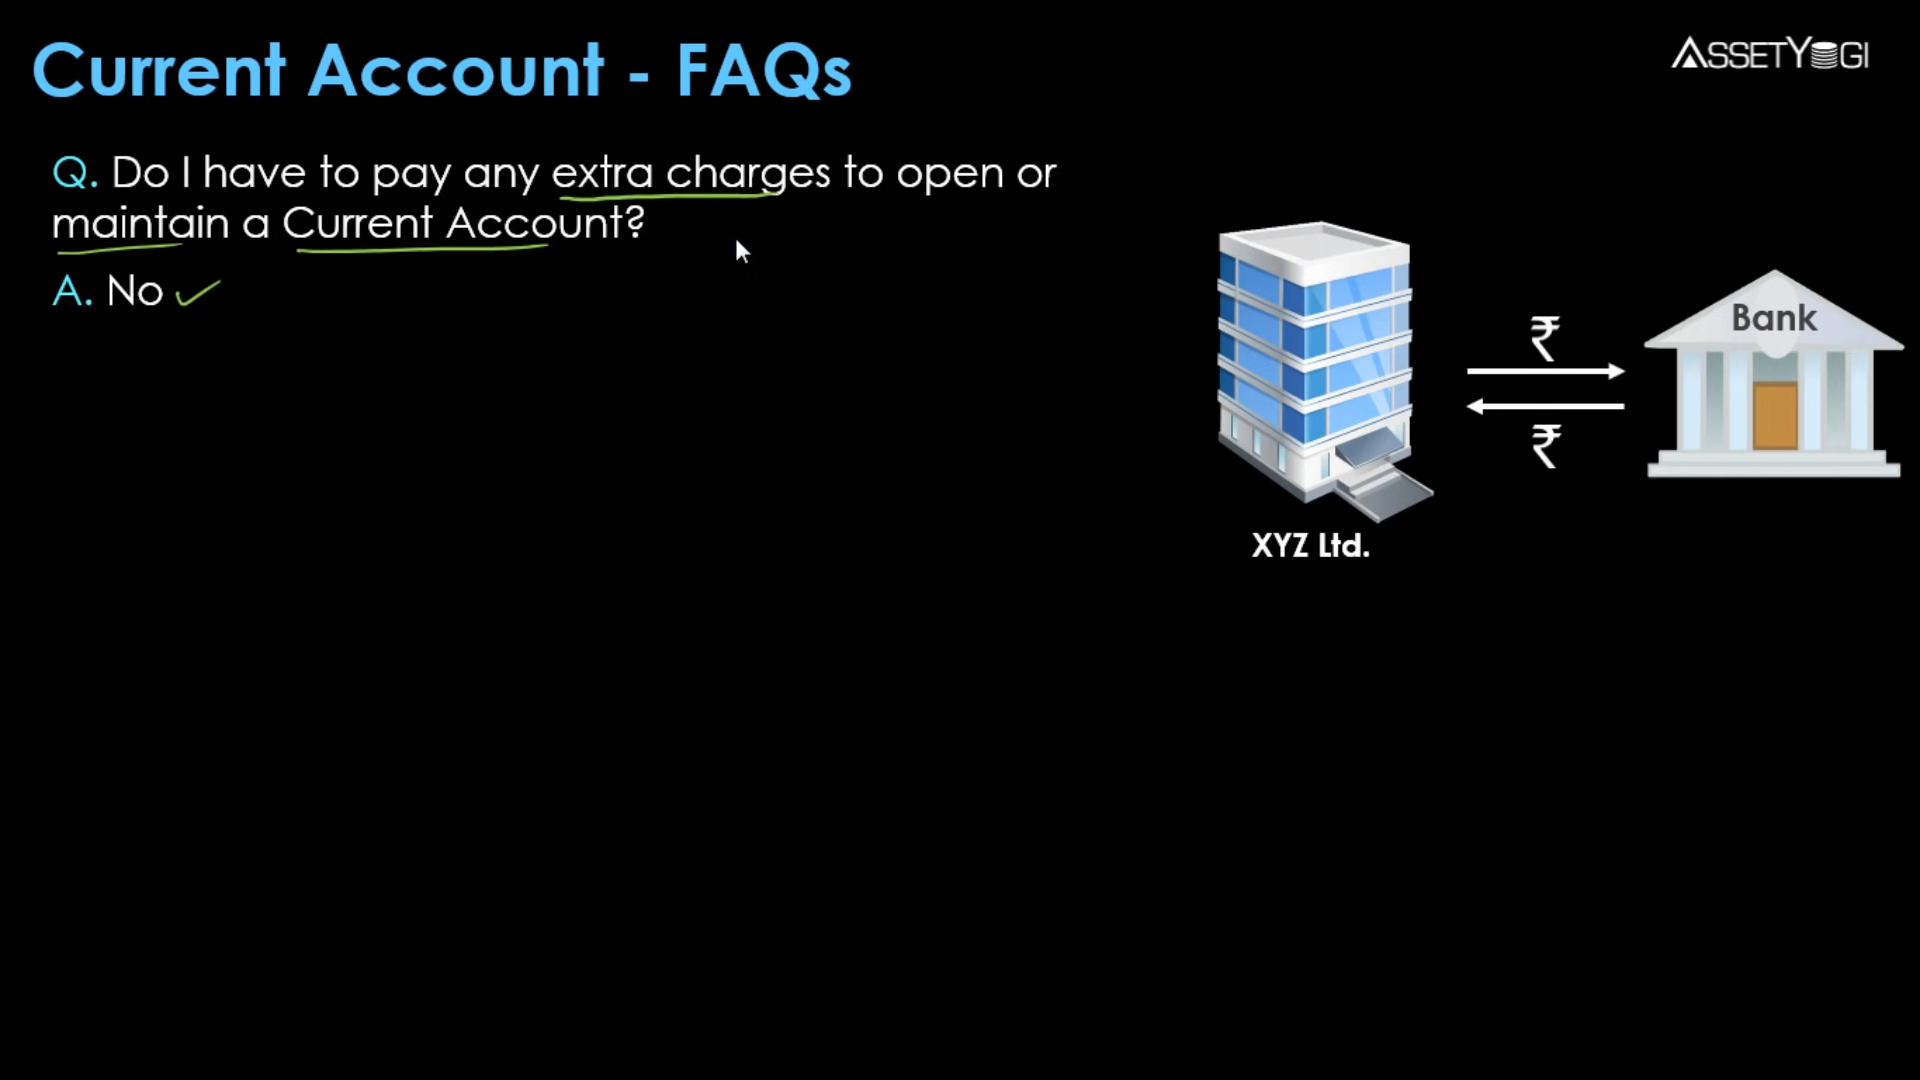 Current Account - FAQs
ASSETYOGI
Q. Do I have to pay any extra charges to open or
maintain a Current Account?
A. No
Bank
₹
₹
XYZ Ltd.